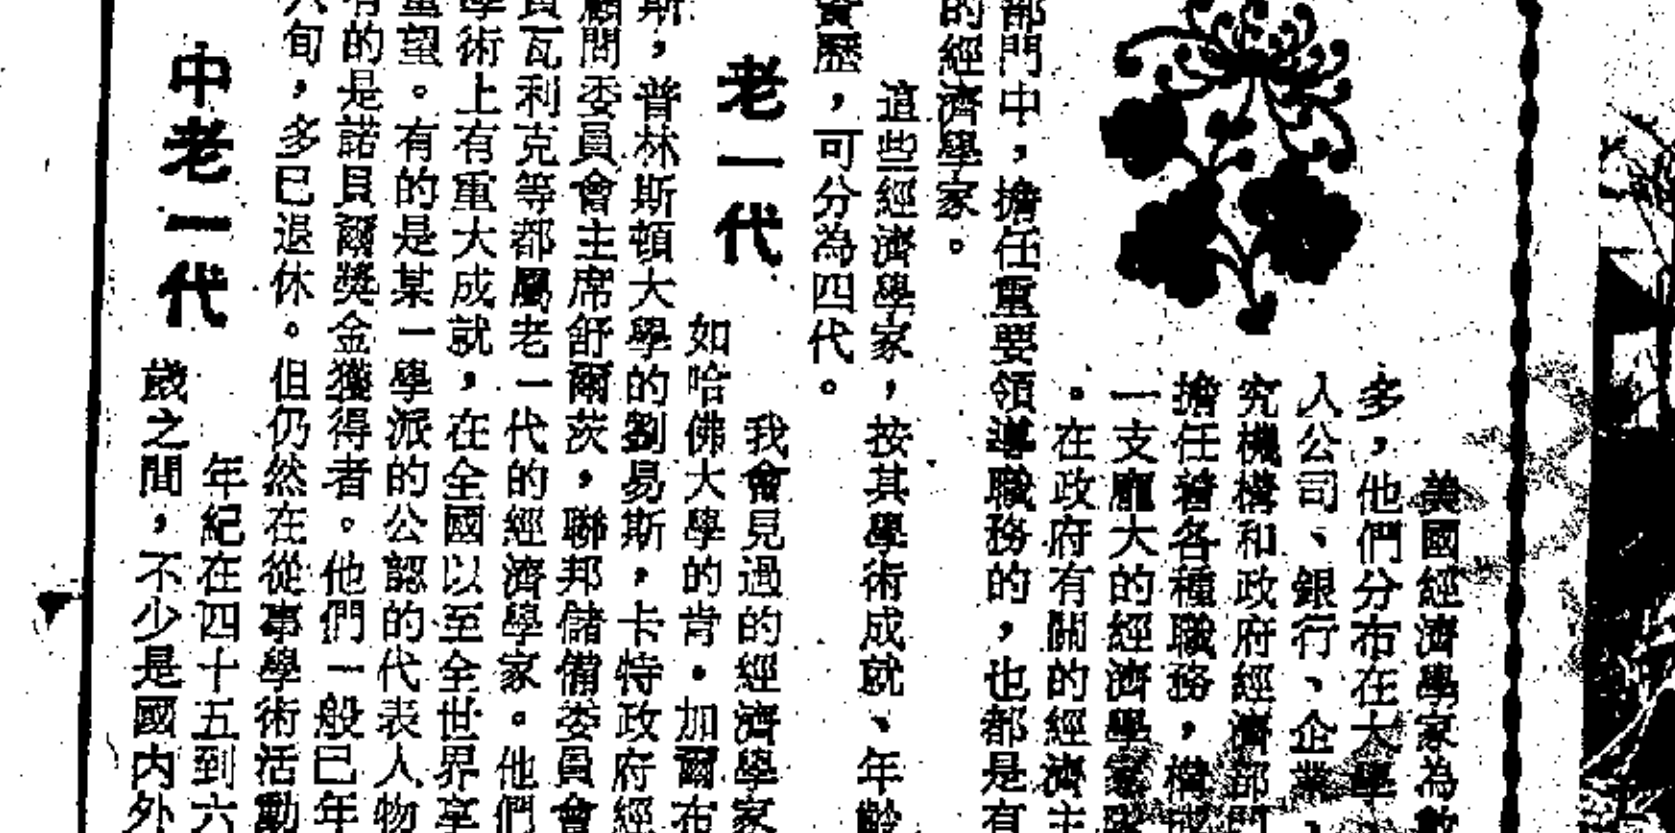 美國經濟學家為數
多，他們分布在大學
入公司、銀行、企業、
究機構和政府經濟部門
擔任着各種職務，構成
一支龐大的經濟學家隊
。在政府有關的經濟主
部門中，擔任重要領導職務的，也都是有
的經濟學家。
這些經濟學家，按其學術成就、年齡
資歷，可分為四代。
老一代
我會見過的經濟學家
如哈佛大學的肯・加爾布
斯，普林斯頓大學的劉易斯，卡特政府經
顧問委員會主席舒爾茨，聯邦儲備委員會
員瓦利克等都屬老一代的經濟學家。他們
學術上有重大成就，在全國以至全世界享
重望。有的是某一學派的公認的代表人物
有的是諾貝爾獎金獲得者。他們一般已年
六旬，多已退休。但仍然在從事學術活動
中老一代
年紀在四十五到六
歲之間，不少是國内外